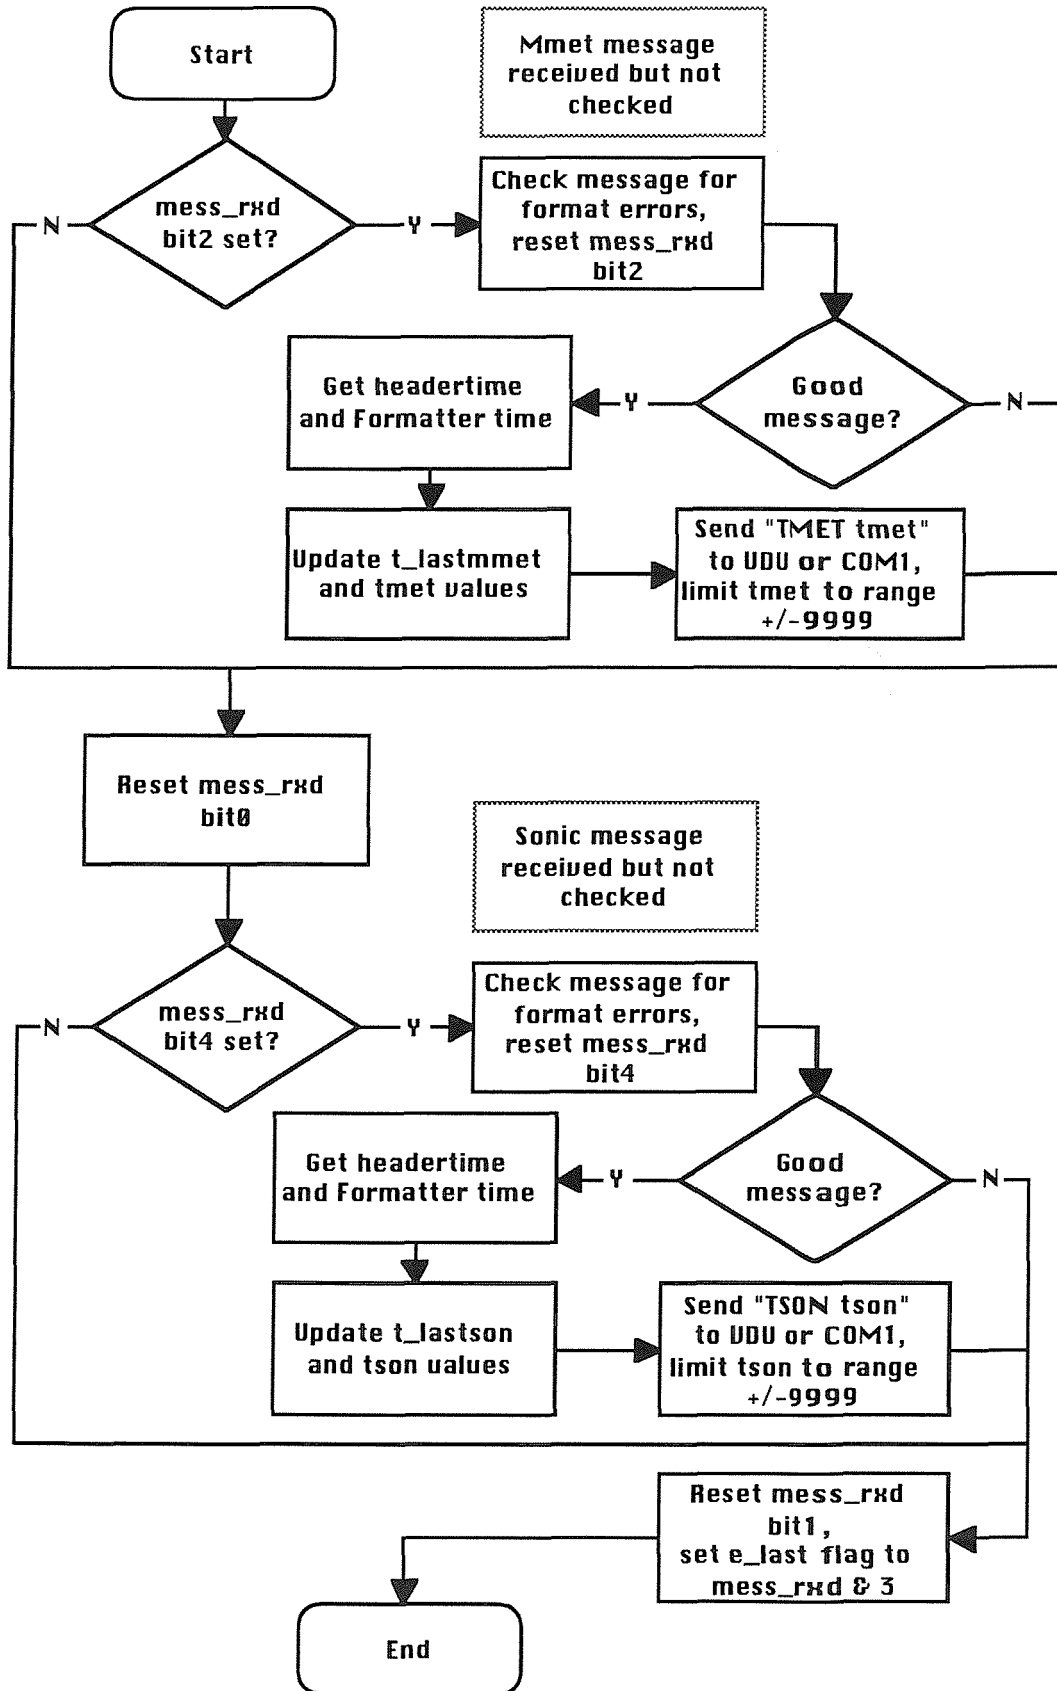 Start
Mmet message
received but not
checked
mess_rxd
bit2 set?
N
Y
Check message for
format errors,
reset mess_rxd
bit2
Good
message?
Y
N
Get headertime
and Formatter time
Update t_lastmmet
and tmet values
Send "TMET tmet"
to VDU or COM1,
limit tmet to range
+/-9999
Reset mess_rxd
bit0
Sonic message
received but not
checked
mess_rxd
bit4 set?
N
Y
Check message for
format errors,
reset mess_rxd
bit4
Good
message?
Y
N
Get headertime
and Formatter time
Update t_lastson
and tson values
Send "TSON tson"
to VDU or COM1,
limit tson to range
+/-9999
Reset mess_rxd
bit1,
set e_last flag to
mess_rxd & 3
End